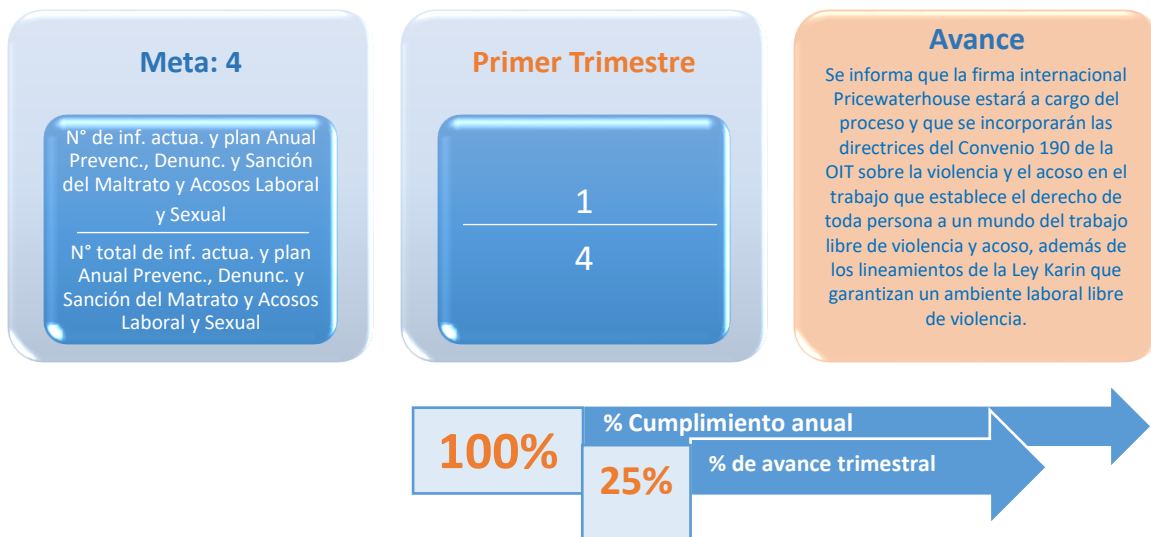 Meta: 4
N° de inf. actua. y plan Anual
Prevenc., Denunc. y Sanción
del Maltrato y Acosos Laboral
y Sexual
N° total de inf. actua. y plan
Anual Prevenc., Denunc. y
Sanción del Matrato y Acosos
Laboral y Sexual
Primer Trimestre
1
4
Avance
Se informa que la firma internacional
Pricewaterhouse estará a cargo del
proceso y que se incorporarán las
directrices del Convenio 190 de la
OIT sobre la violencia y el acoso en el
trabajo que establece el derecho de
toda persona a un mundo del trabajo
libre de violencia y acoso, además de
los lineamientos de la Ley Karin que
garantizan un ambiente laboral libre
de violencia.
100%
% Cumplimiento anual
25%
% de avance trimestral